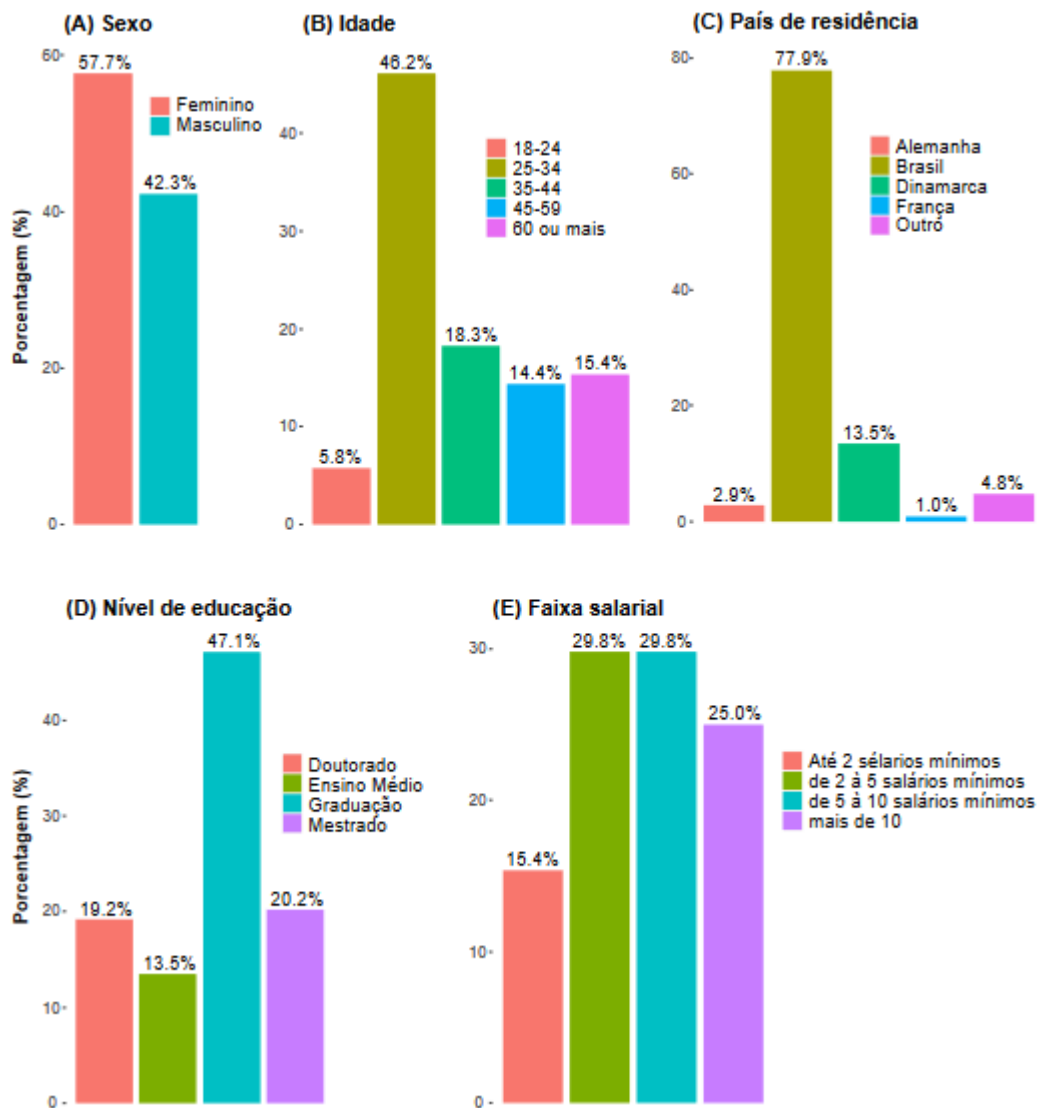 (A) Sexo
60-
57.7%
Feminino
Masculino
42.3%
40-
20-
0-
Porcentagem (%)
(B) Idade
46.2%
40-
18-24
25-34
35-44
45-59
60 ou mais
30-
20-
18.3%
14.4%
15.4%
10-
5.8%
0-
(C) País de residência
80-
77.9%
Alemanha
Brasil
Dinamarca
França
Outró
60-
40-
20-
13.5%
2.9%
1.0%
4.8%
0-
(D) Nível de educação
47.1%
40-
Doutorado
Ensino Médio
Graduação
Mestrado
30-
20-
19.2%
13.5%
20.2%
10-
0-
Porcentagem (%)
(E) Faixa salarial
30-
29.8%
29.8%
25.0%
Até 2 sélarios mínimos
de 2 à 5 salários mínimos
de 5 à 10 salários mínimos
mais de 10
20-
15.4%
10-
0-